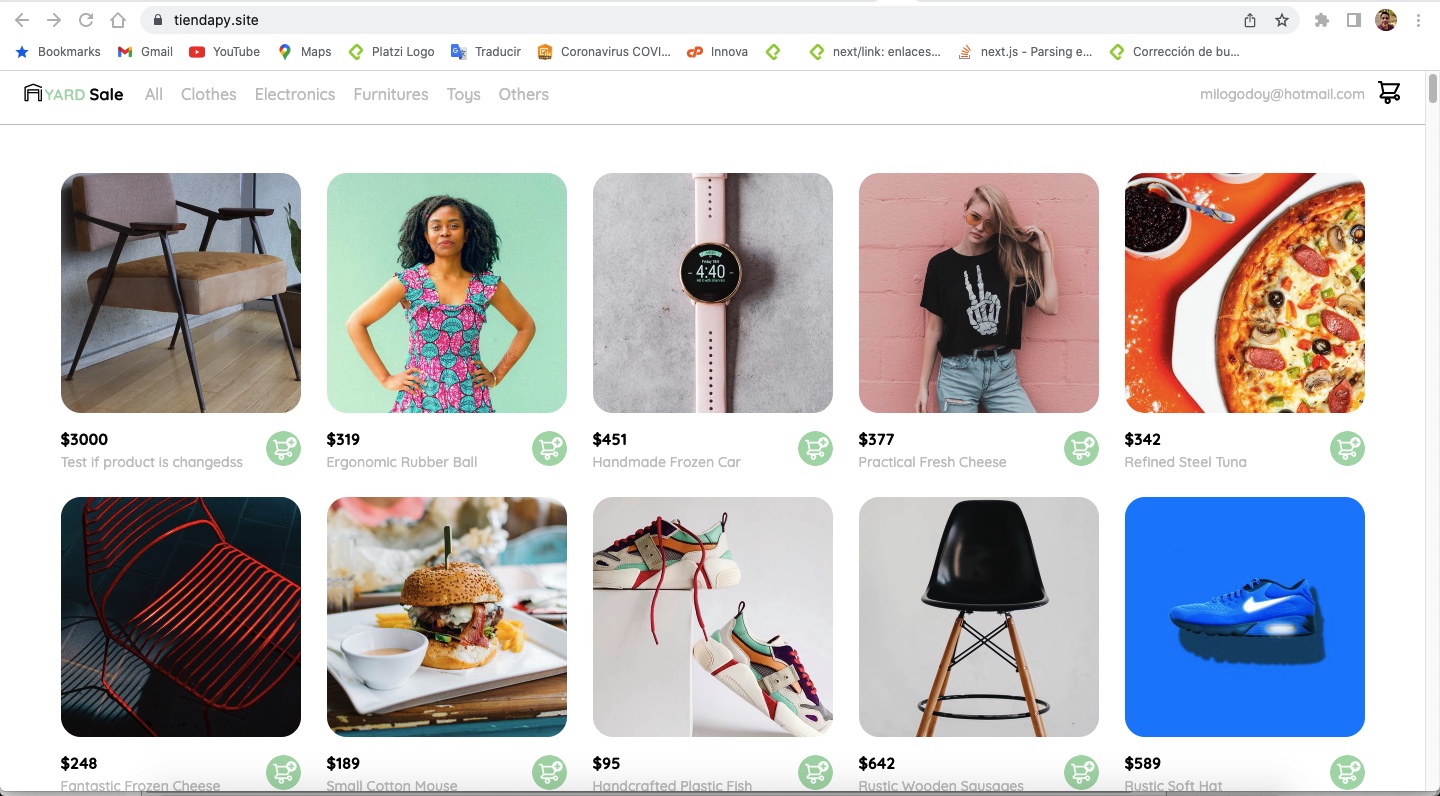 tiendapy.site
Bookmarks Gmail YouTube Maps Platzi Logo Traducir Coronavirus COVI... Innova next/link: enlaces... next.js - Parsing e... Corrección de bu...
YARD Sale All Clothes Electronics Furnitures Toys Others milogodoy@hotmail.com
4:40
$3000 $319 $451 $377 $342
Test if product is changedss Ergonomic Rubber Ball Handmade Frozen Car Practical Fresh Cheese Refined Steel Tuna
$248 $189 $95 $642 $589
Fantastic Frozen Cheese Small Cotton Mouse Handcrafted Plastic Fish Rustic Wooden Sausages Rustic Soft Hat